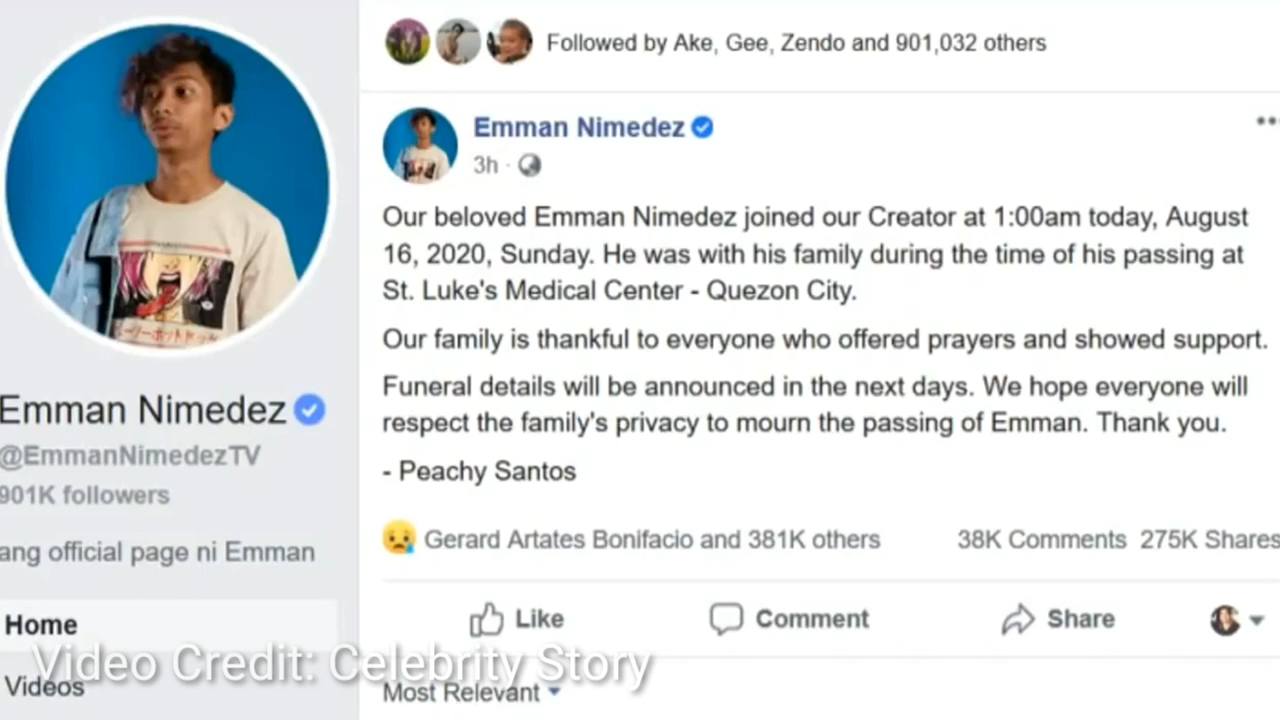 Followed by Ake, Gee, Zendo and 901,032 others
Emman Nimedez
3h ·
Our beloved Emman Nimedez joined our Creator at 1:00am today, August
16, 2020, Sunday. He was with his family during the time of his passing at
St. Luke's Medical Center - Quezon City.
Our family is thankful to everyone who offered prayers and showed support.
Funeral details will be announced in the next days. We hope everyone will
respect the family's privacy to mourn the passing of Emman. Thank you.
- Peachy Santos
Gerard Artates Bonifacio and 381K others 38K Comments 275K Shares
Like Comment Share
Most Relevant
Emman Nimedez
@EmmanNimedezTV
901K followers
ang official page ni Emman
Home
Videos
Video Credit: Celebrity Story